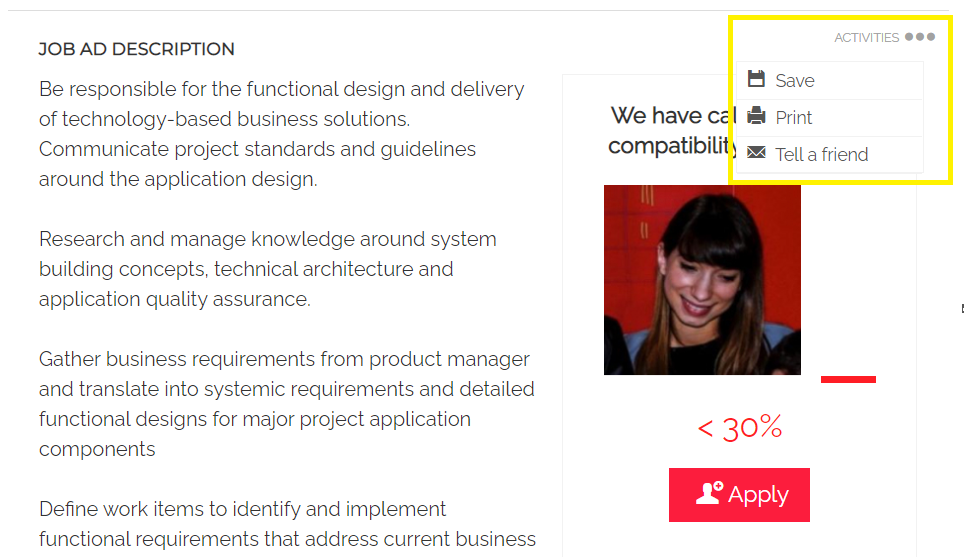 ACTIVITIES
JOB AD DESCRIPTION
Be responsible for the functional design and delivery
of technology-based business solutions.
Communicate project standards and guidelines
around the application design.
Research and manage knowledge around system
building concepts, technical architecture and
application quality assurance.
Gather business requirements from product manager
and translate into systemic requirements and detailed
functional designs for major project application
components
Define work items to identify and implement
functional requirements that address current business
Save
Print
Tell a friend
We have cal
compatibility
< 30%
Apply